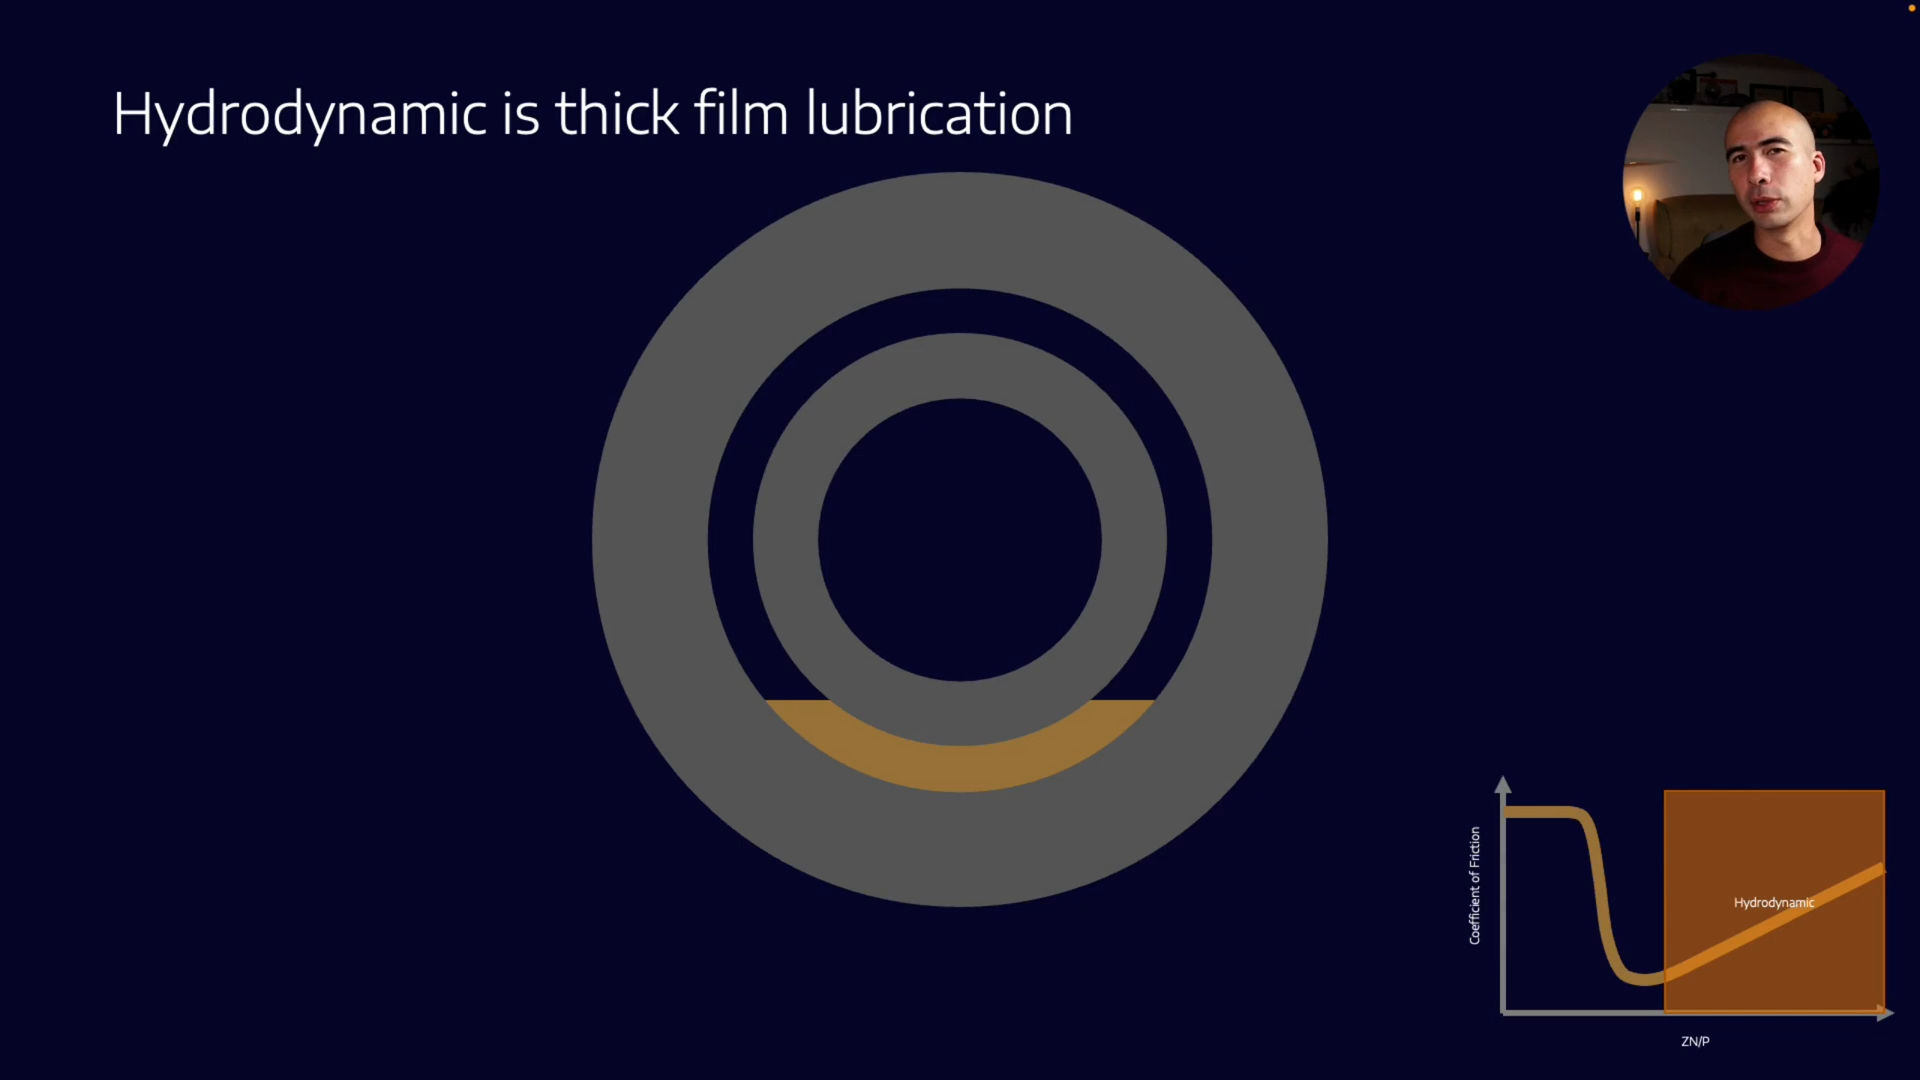 Hydrodynamic is thick film lubrication
Coefficient of Friction
Hydrodynamic
ZN/P